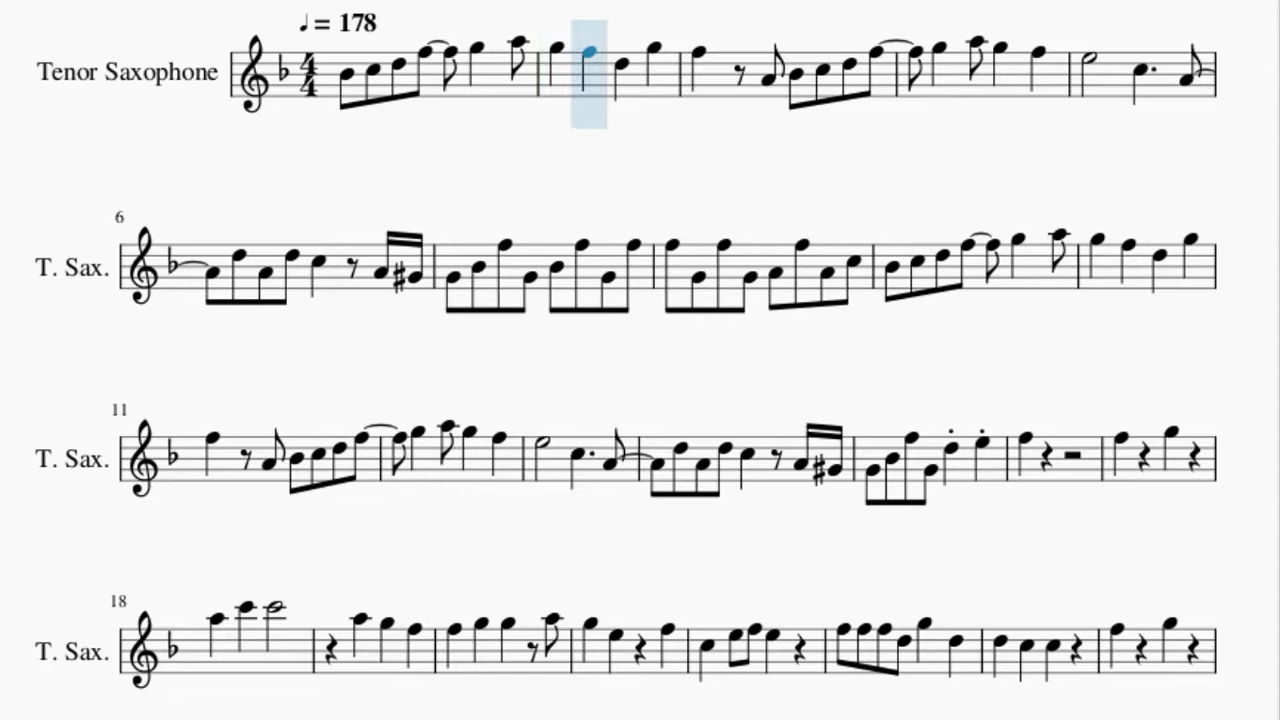 ♩ = 178
Tenor Saxophone
4
4
6
T. Sax.
11
T. Sax.
18
T. Sax.